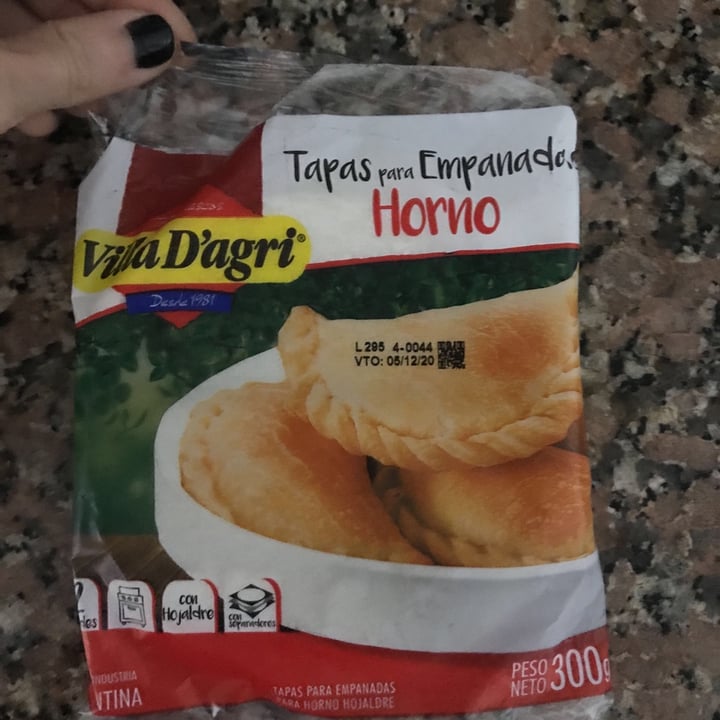 Tapas para Empanadas
Horno
Villa D'agri®
Desde 1981
L 295 4-0044
VTO: 05/12/20
con
Hojaldre
con
separadores
INDUSTRIA
NTINA
TAPAS PARA EMPANADAS
PARA HORNO HOJALDRE
PESO
NETO 300g